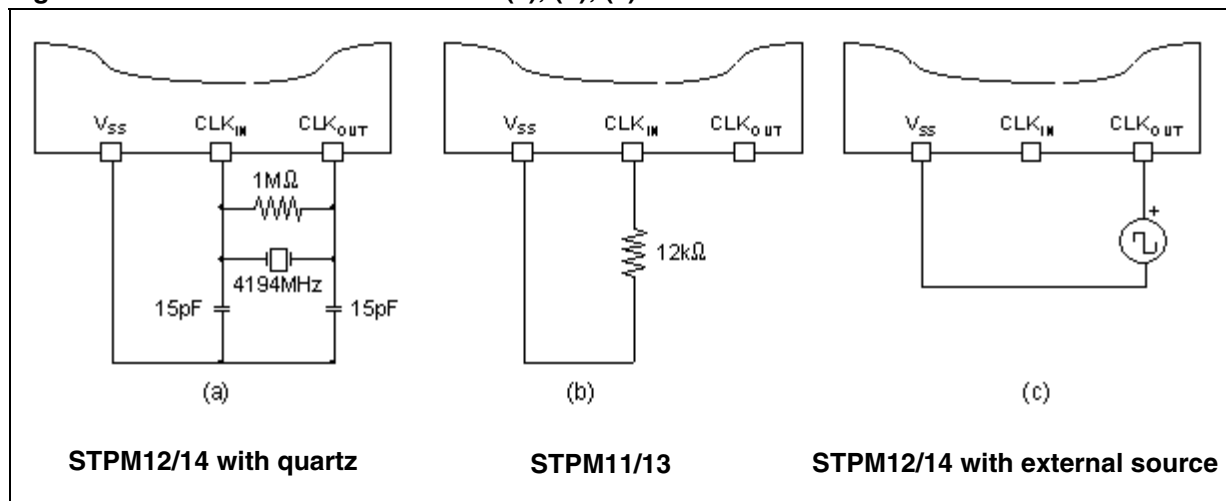 V_SS CLK_IN CLK_OUT
1MΩ
4194MHz
15pF 15pF
(a)
STPM12/14 with quartz
V_SS CLK_IN CLK_OUT
12kΩ
(b)
STPM11/13
V_SS CLK_IN CLK_OUT
+
(c)
STPM12/14 with external source